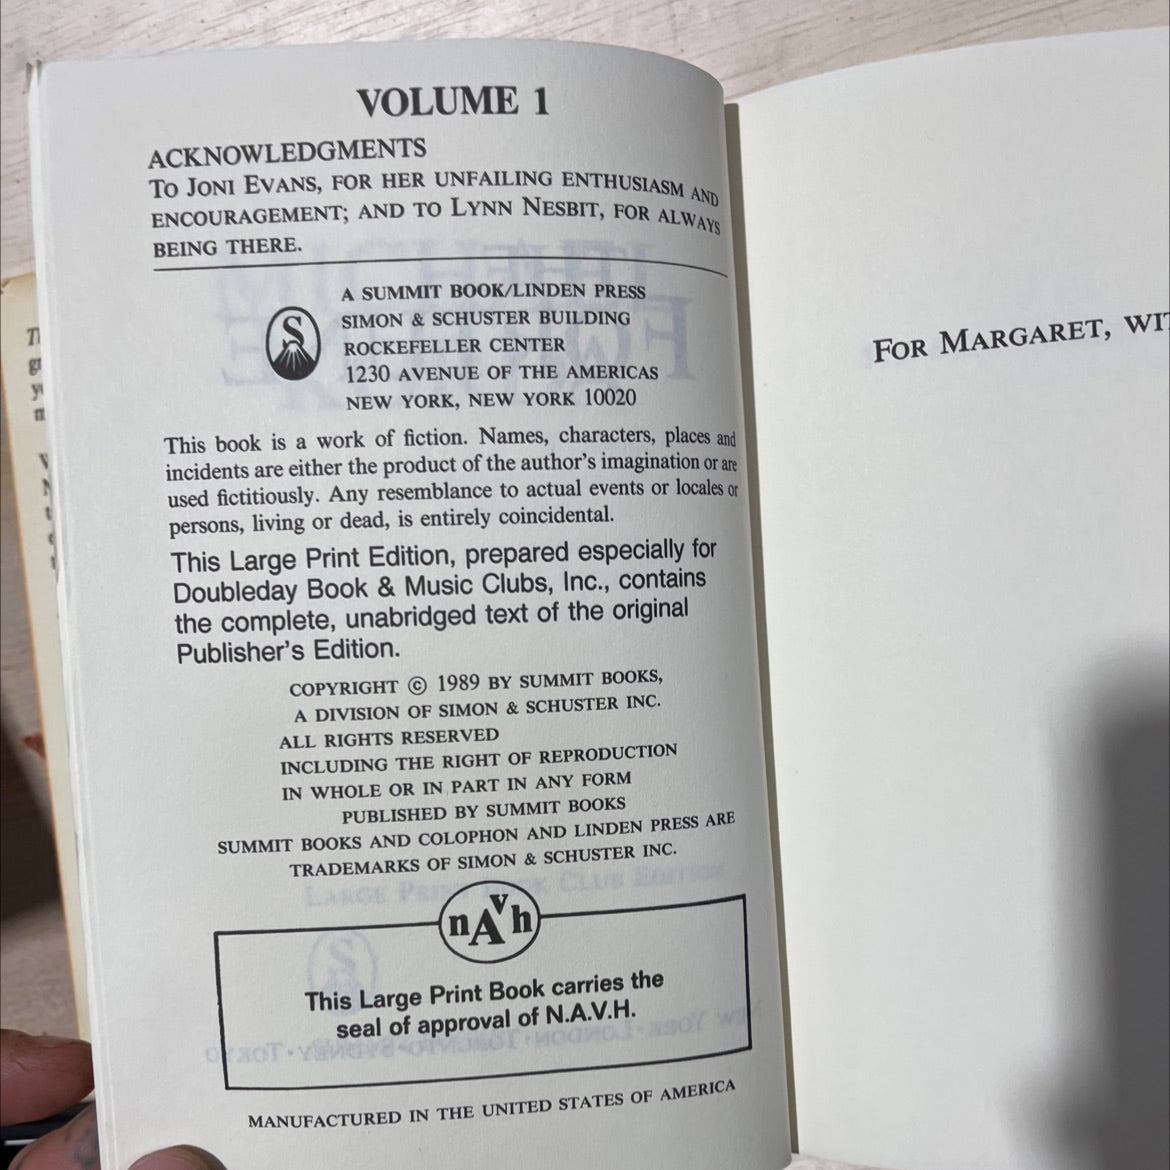 VOLUME 1
ACKNOWLEDGMENTS
TO JONI EVANS, FOR HER UNFAILING ENTHUSIASM AND
ENCOURAGEMENT; AND TO LYNN NESBIT, FOR ALWAYS
BEING THERE.
S
A SUMMIT BOOK/LINDEN PRESS
SIMON & SCHUSTER BUILDING
ROCKEFELLER CENTER
1230 AVENUE OF THE AMERICAS
NEW YORK, NEW YORK 10020
This book is a work of fiction. Names, characters, places and
incidents are either the product of the author's imagination or are
used fictitiously. Any resemblance to actual events or locales or
persons, living or dead, is entirely coincidental.
This Large Print Edition, prepared especially for
Doubleday Book & Music Clubs, Inc., contains
the complete, unabridged text of the original
Publisher's Edition.
COPYRIGHT © 1989 BY SUMMIT BOOKS,
A DIVISION OF SIMON & SCHUSTER INC.
ALL RIGHTS RESERVED
INCLUDING THE RIGHT OF REPRODUCTION
IN WHOLE OR IN PART IN ANY FORM
PUBLISHED BY SUMMIT BOOKS
SUMMIT BOOKS AND COLOPHON AND LINDEN PRESS ARE
TRADEMARKS OF SIMON & SCHUSTER INC.
nAvh
This Large Print Book carries the
seal of approval of N.A.V.H.
MANUFACTURED IN THE UNITED STATES OF AMERICA
FOR MARGARET,